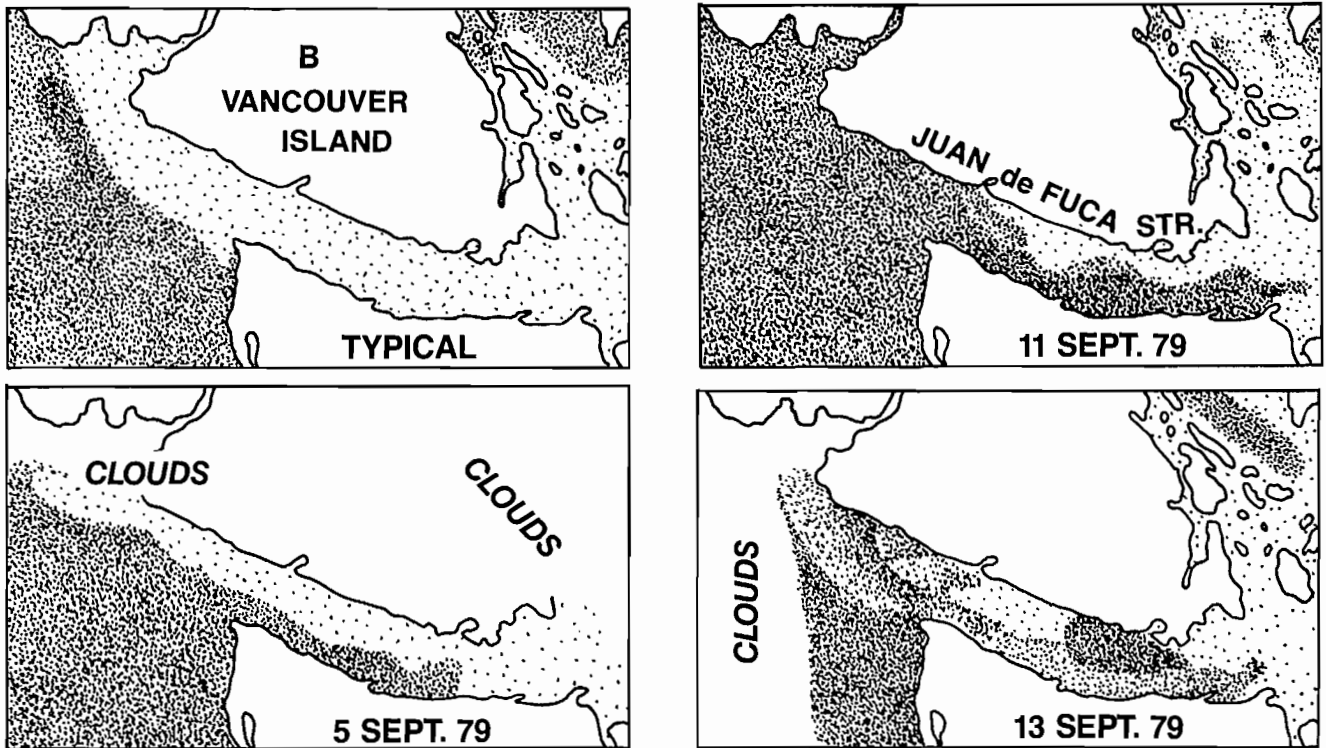 B
VANCOUVER
ISLAND
TYPICAL
JUAN de FUCA STR.
11 SEPT. 79
CLOUDS
CLOUDS
5 SEPT. 79
CLOUDS
13 SEPT. 79